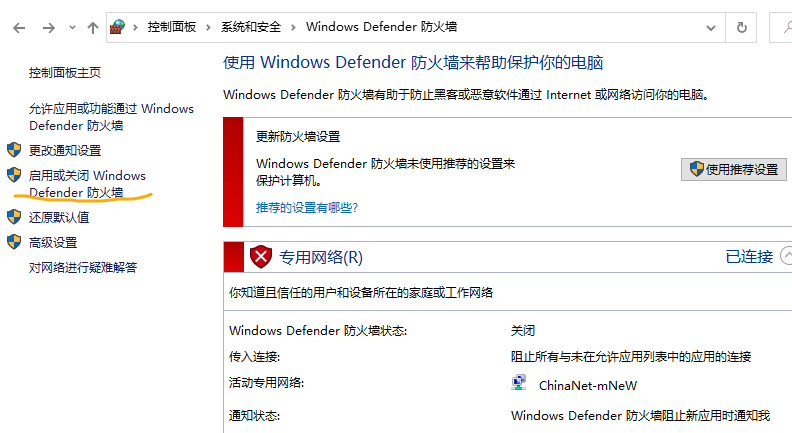 控制面板 › 系统和安全 › Windows Defender 防火墙
控制面板主页
允许应用或功能通过 Windows
Defender 防火墙
更改通知设置
启用或关闭 Windows
Defender 防火墙
还原默认值
高级设置
对网络进行疑难解答
使用 Windows Defender 防火墙来帮助保护你的电脑
Windows Defender 防火墙有助于防止黑客或恶意软件通过 Internet 或网络访问你的电脑。
更新防火墙设置
Windows Defender 防火墙未使用推荐的设置来
保护计算机。
使用推荐设置
推荐的设置有哪些?
专用网络(R) 已连接
你知道且信任的用户和设备所在的家庭或工作网络
Windows Defender 防火墙状态: 关闭
传入连接: 阻止所有与未在允许应用列表中的应用的连接
活动专用网络: ChinaNet-mNeW
通知状态: Windows Defender 防火墙阻止新应用时通知我